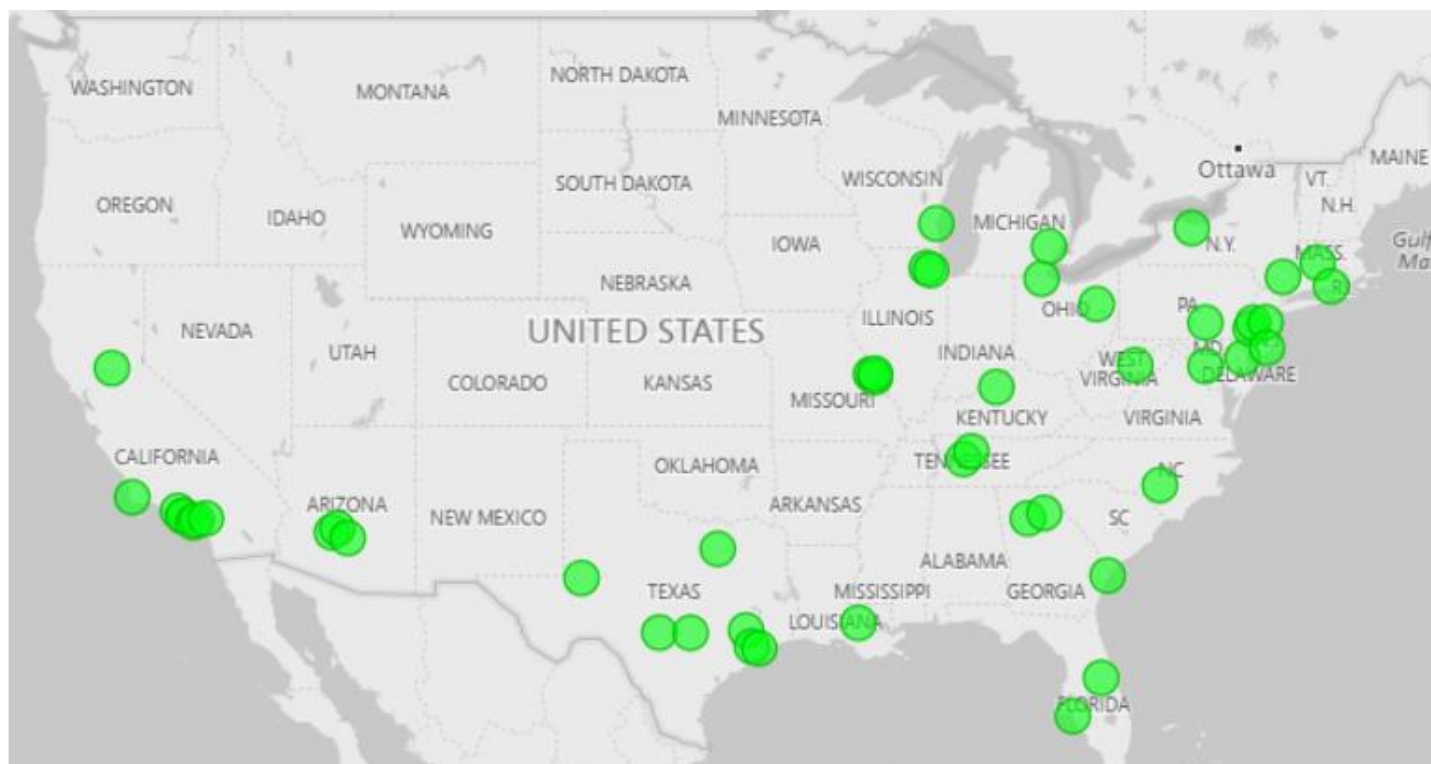 WASHINGTON
MONTANA
NORTH DAKOTA
MINNESOTA
Ottawa
MAINE
VT.
N.H.
OREGON
IDAHO
SOUTH DAKOTA
WISCONSIN
MICHIGAN
WYOMING
IOWA
N.Y.
MASS.
Gulf
Ma
NEBRASKA
R
NEVADA
UNITED STATES
ILLINOIS
OHIO
PA
UTAH
INDIANA
MD
COLORADO
KANSAS
WEST
VIRGINIA
DELAWARE
MISSOURI
KENTUCKY
VIRGINIA
CALIFORNIA
OKLAHOMA
TENNESSEE
NC
ARIZONA
NEW MEXICO
ARKANSAS
SC
ALABAMA
TEXAS
MISSISSIPPI
GEORGIA
LOUISIANA
FLORIDA